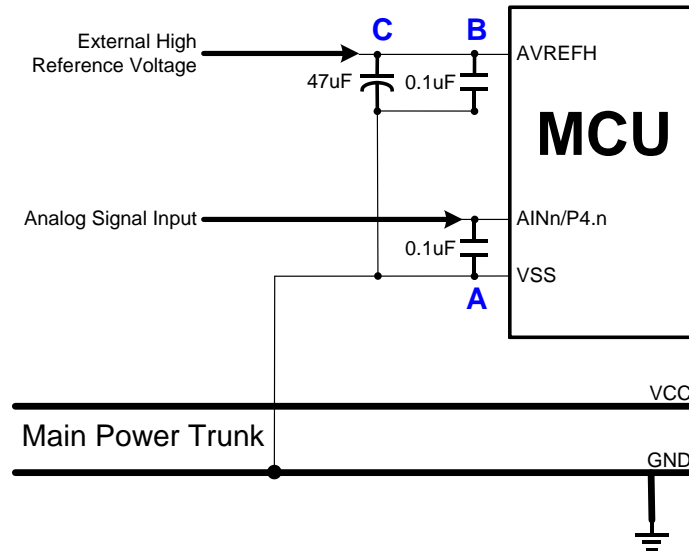 C
B
External High
Reference Voltage
AVREFH
47uF
0.1uF
MCU
Analog Signal Input
AINn/P4.n
0.1uF
VSS
A
VCC
Main Power Trunk
GND